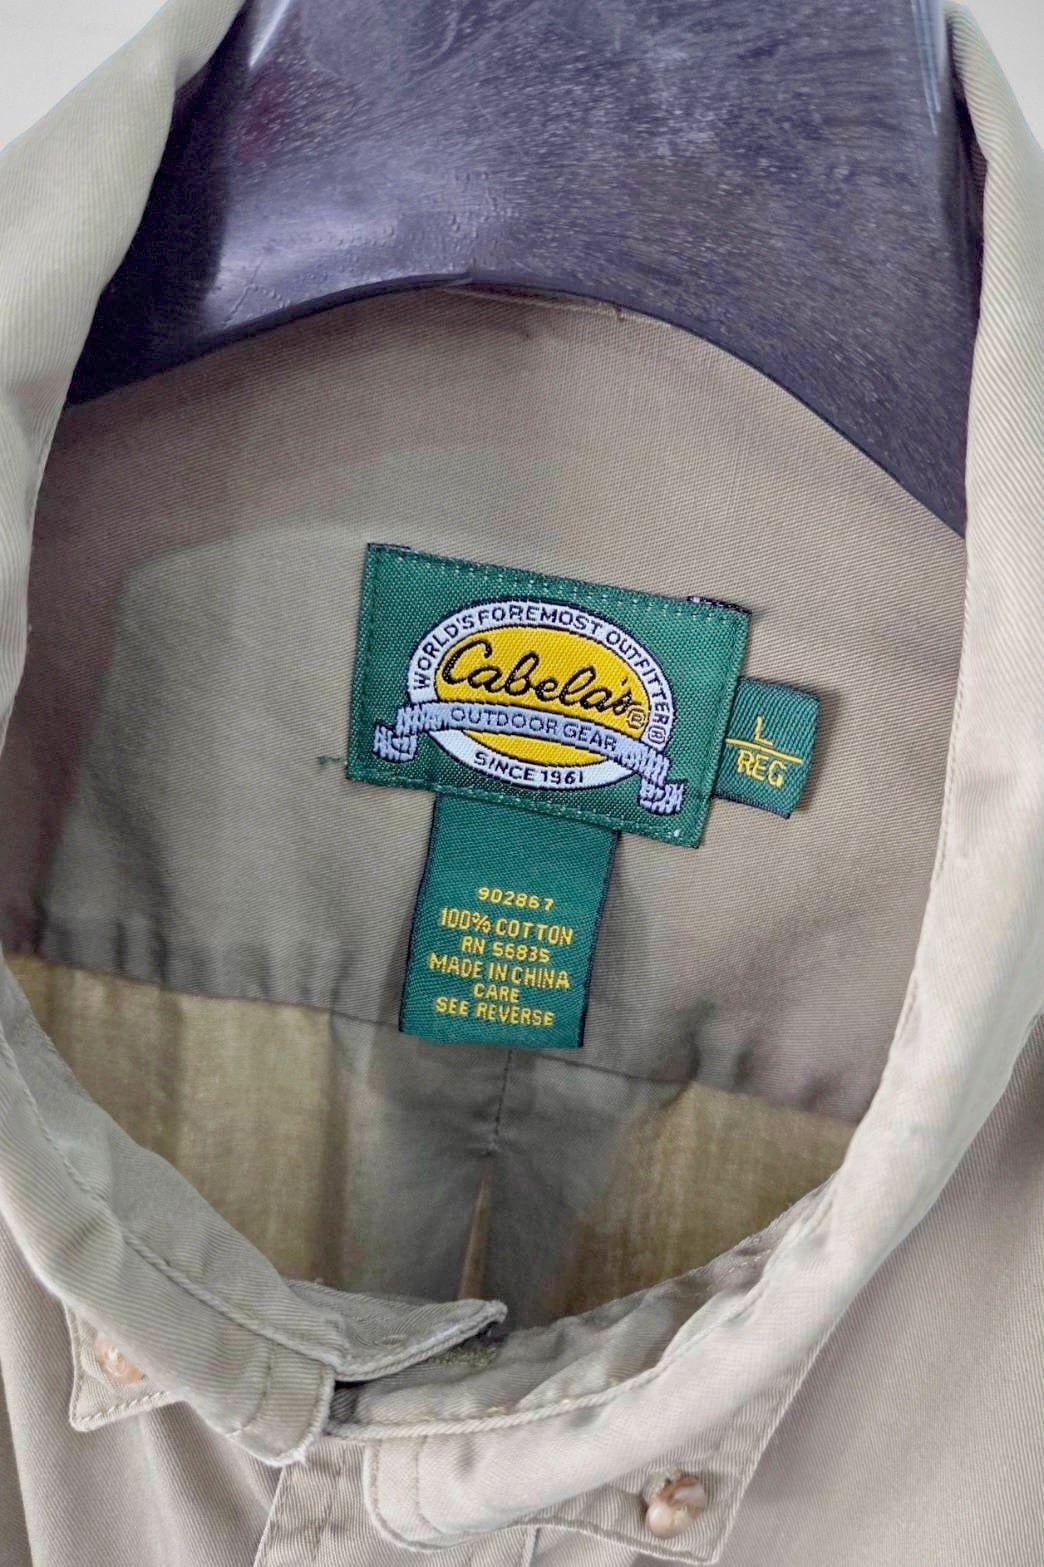 WORLD'S FOREMOST OUTFITTER®
Cabela's®
OUTDOOR GEAR
SINCE 1961
L
REG
902867
100% COTTON
RN 56835
MADE IN CHINA
CARE
SEE REVERSE